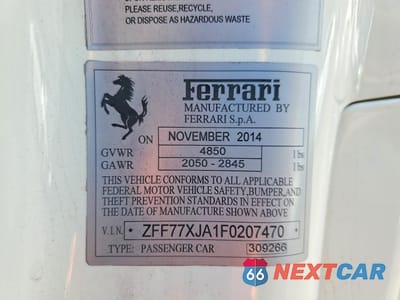 PLEASE REUSE, RECYCLE,
OR DISPOSE AS HAZARDOUS WASTE
Ferrari
MANUFACTURED BY
FERRARI S.p.A.
ON NOVEMBER 2014
GVWR 4850 lbs
GAWR 2050 - 2845 lbs
THIS VEHICLE CONFORMS TO ALL APPLICABLE
FEDERAL MOTOR VEHICLE SAFETY, BUMPER, AND
THEFT PREVENTION STANDARDS IN EFFECT ON
THE DATE OF MANUFACTURE SHOWN ABOVE
V.I.N. • ZFF77XJA1F0207470 •
TYPE: PASSENGER CAR 309266
66 NEXTCAR